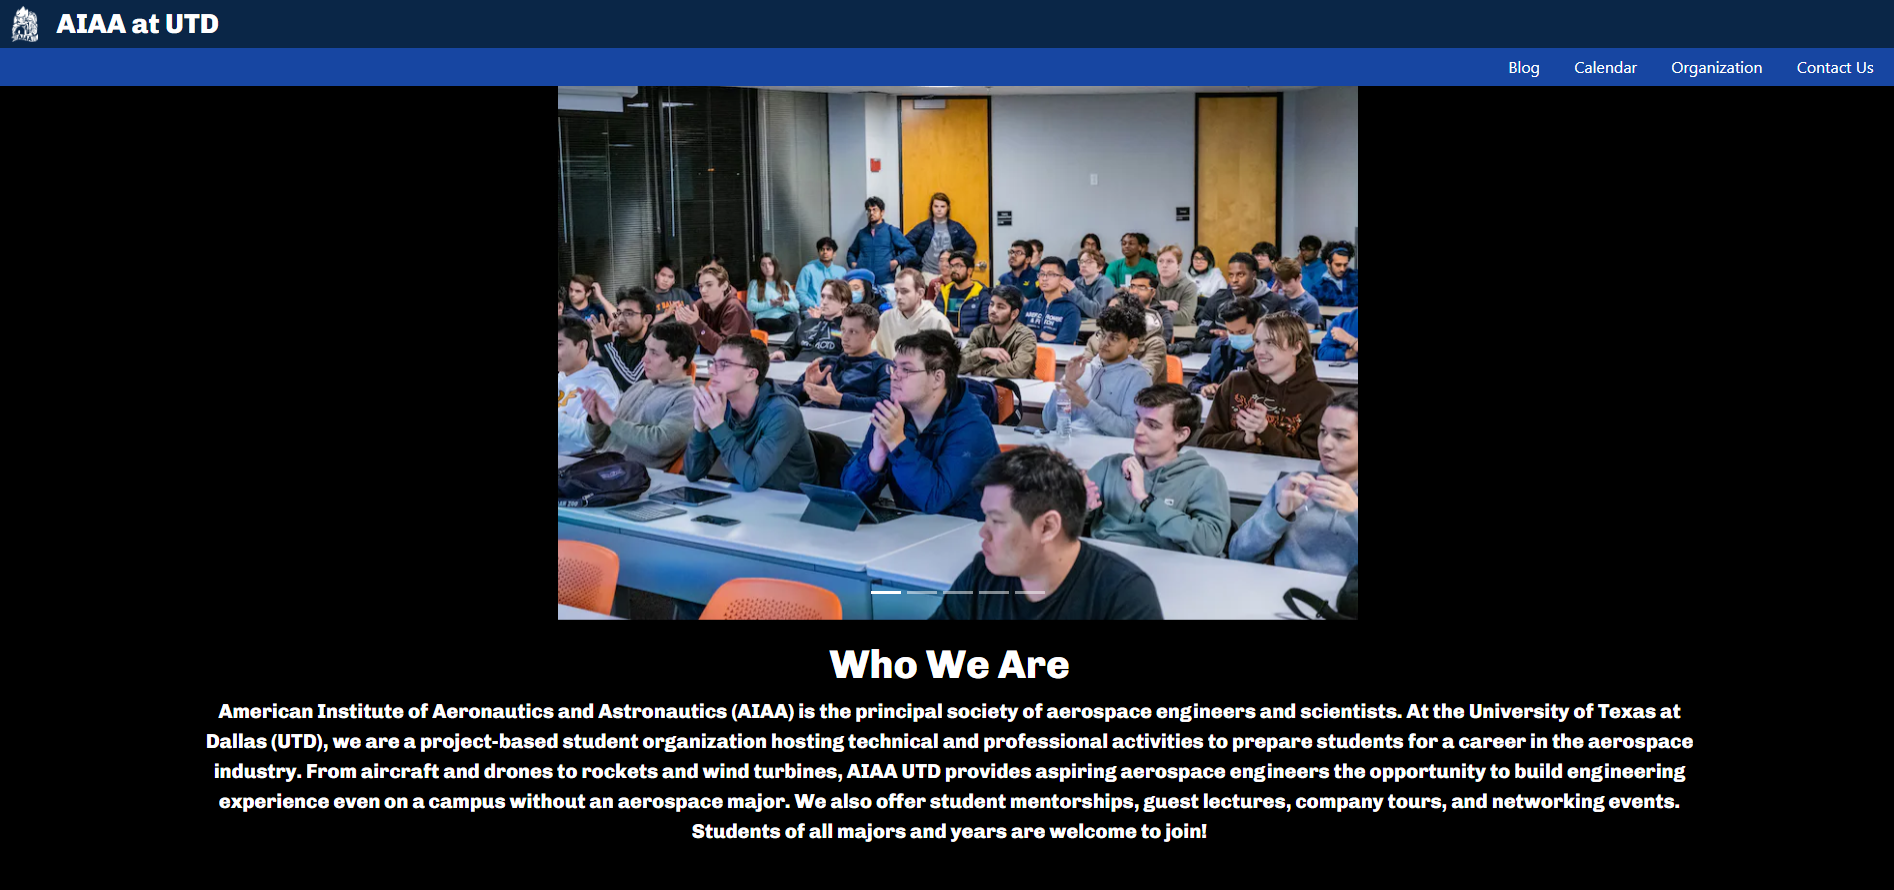 AIAA at UTD
Blog
Calendar
Organization
Contact Us
Who We Are
American Institute of Aeronautics and Astronautics (AIAA) is the principal society of aerospace engineers and scientists. At the University of Texas at
Dallas (UTD), we are a project-based student organization hosting technical and professional activities to prepare students for a career in the aerospace
industry. From aircraft and drones to rockets and wind turbines, AIAA UTD provides aspiring aerospace engineers the opportunity to build engineering
experience even on a campus without an aerospace major. We also offer student mentorships, guest lectures, company tours, and networking events.
Students of all majors and years are welcome to join!